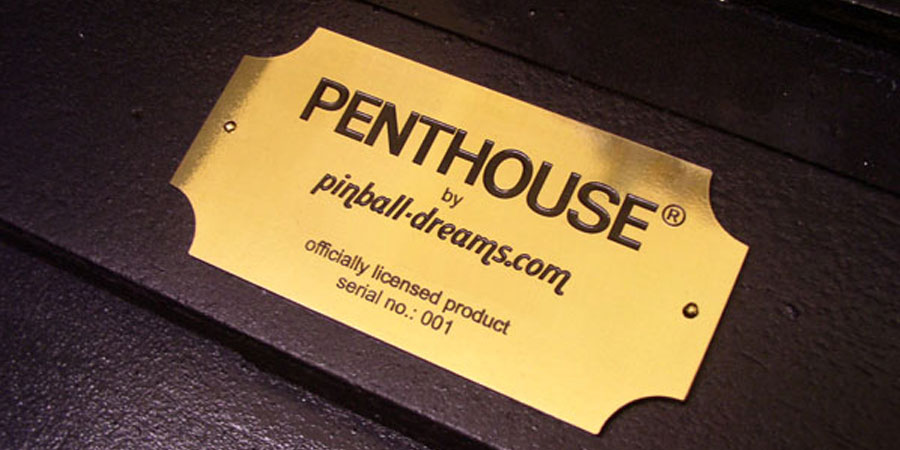 PENTHOUSE®
by
pinball-dreams.com
officially licensed product
serial no.: 001